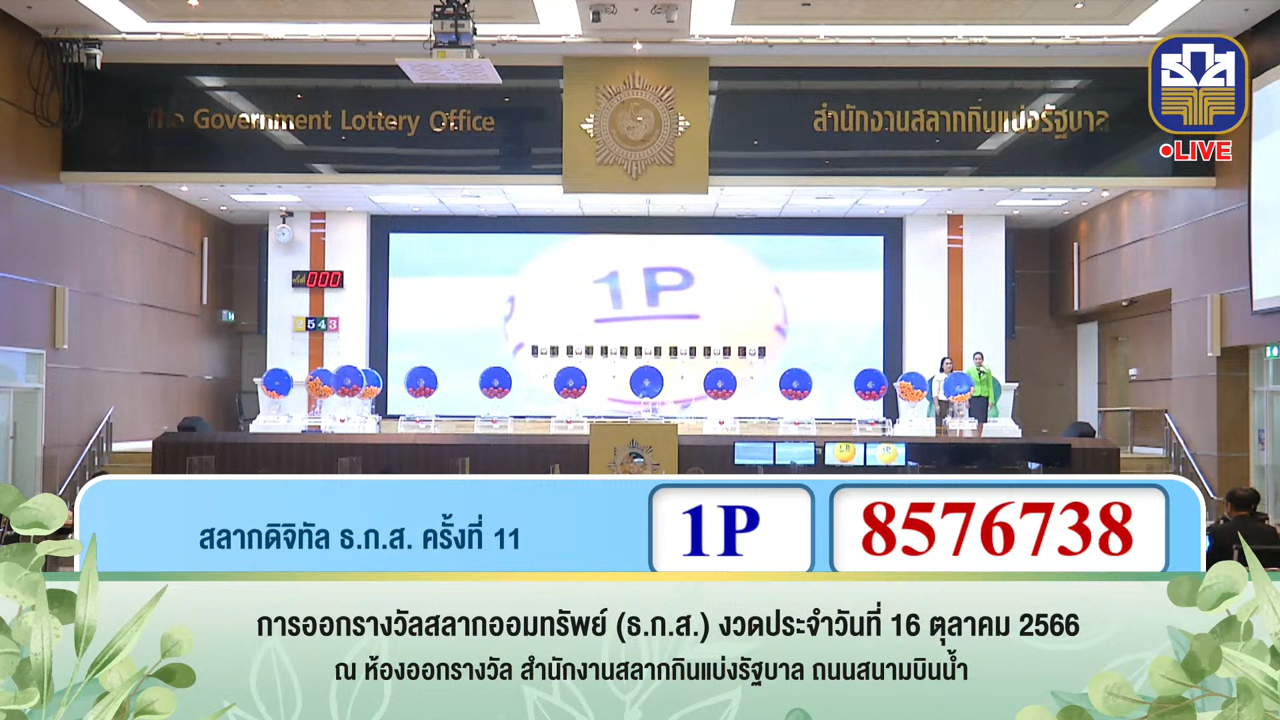 The Government Lottery Office
สำนักงานสลากกินแบ่งรัฐบาล
ธกส
LIVE
1P
ครั้งที่ 000
2543
สลากดิจิทัล ธ.ก.ส. ครั้งที่ 11
1P
8576738
การออกรางวัลสลากออมทรัพย์ (ธ.ก.ส.) งวดประจำวันที่ 16 ตุลาคม 2566
ณ ห้องออกรางวัล สำนักงานสลากกินแบ่งรัฐบาล ถนนสนามบินน้ำ